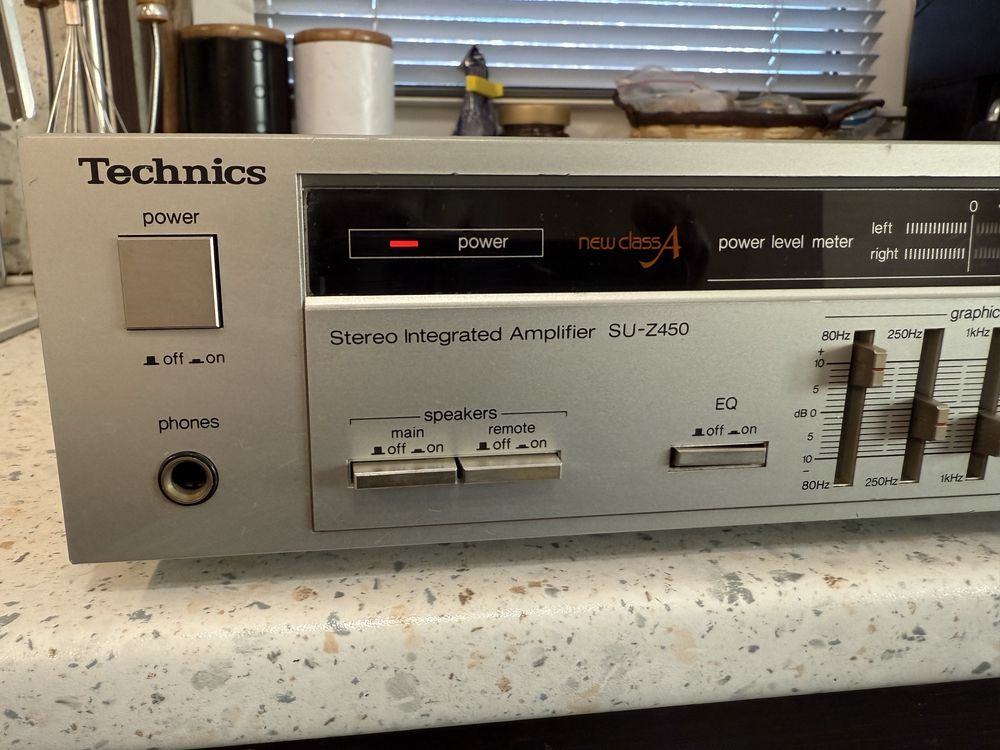 Technics
power
off on
phones
power
new class A
power level meter
0
left
right
Stereo Integrated Amplifier SU-Z450
speakers
main
remote
off on
off on
EQ
off on
graphic
80Hz
250Hz
1kHz
+
10
5
dB 0
5
10
−
80Hz
250Hz
1kHz